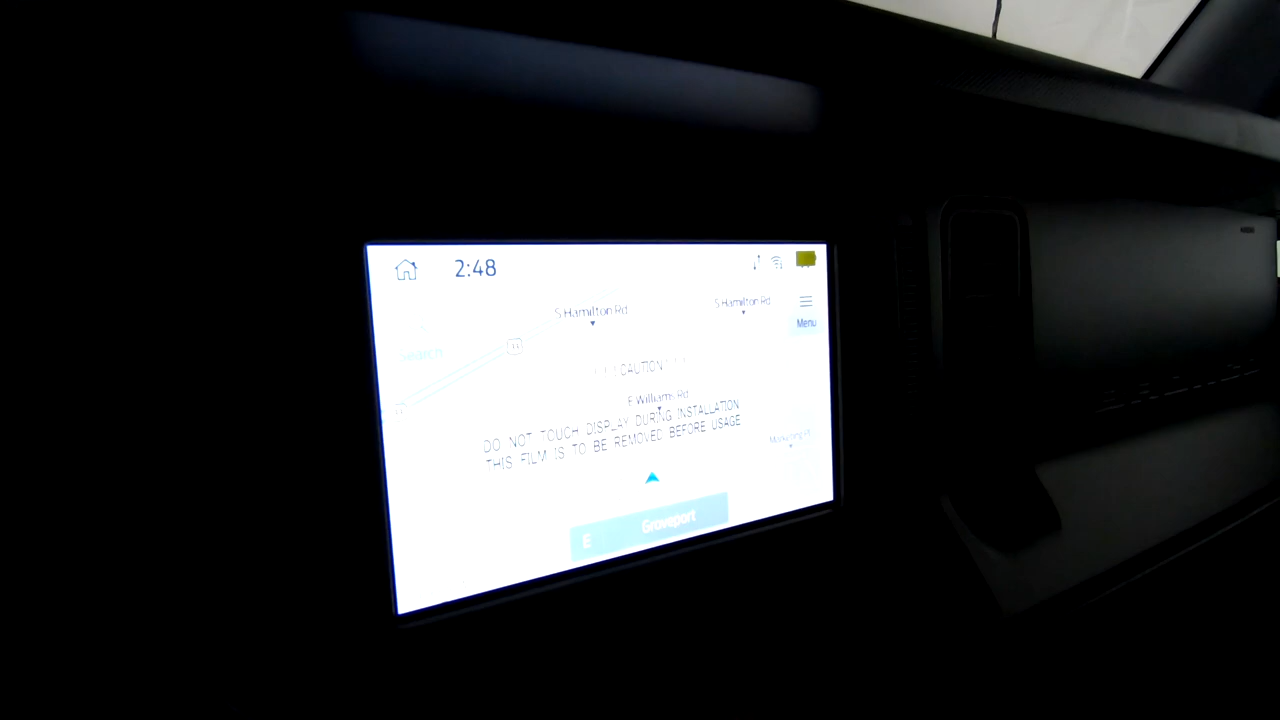 2:48
S Hamilton Rd
S Hamilton Rd
Menu
33
CAUTION
E Williams Rd
DO NOT TOUCH DISPLAY DURING INSTALLATION
THIS FILM IS TO BE REMOVED BEFORE USAGE
E Groveport